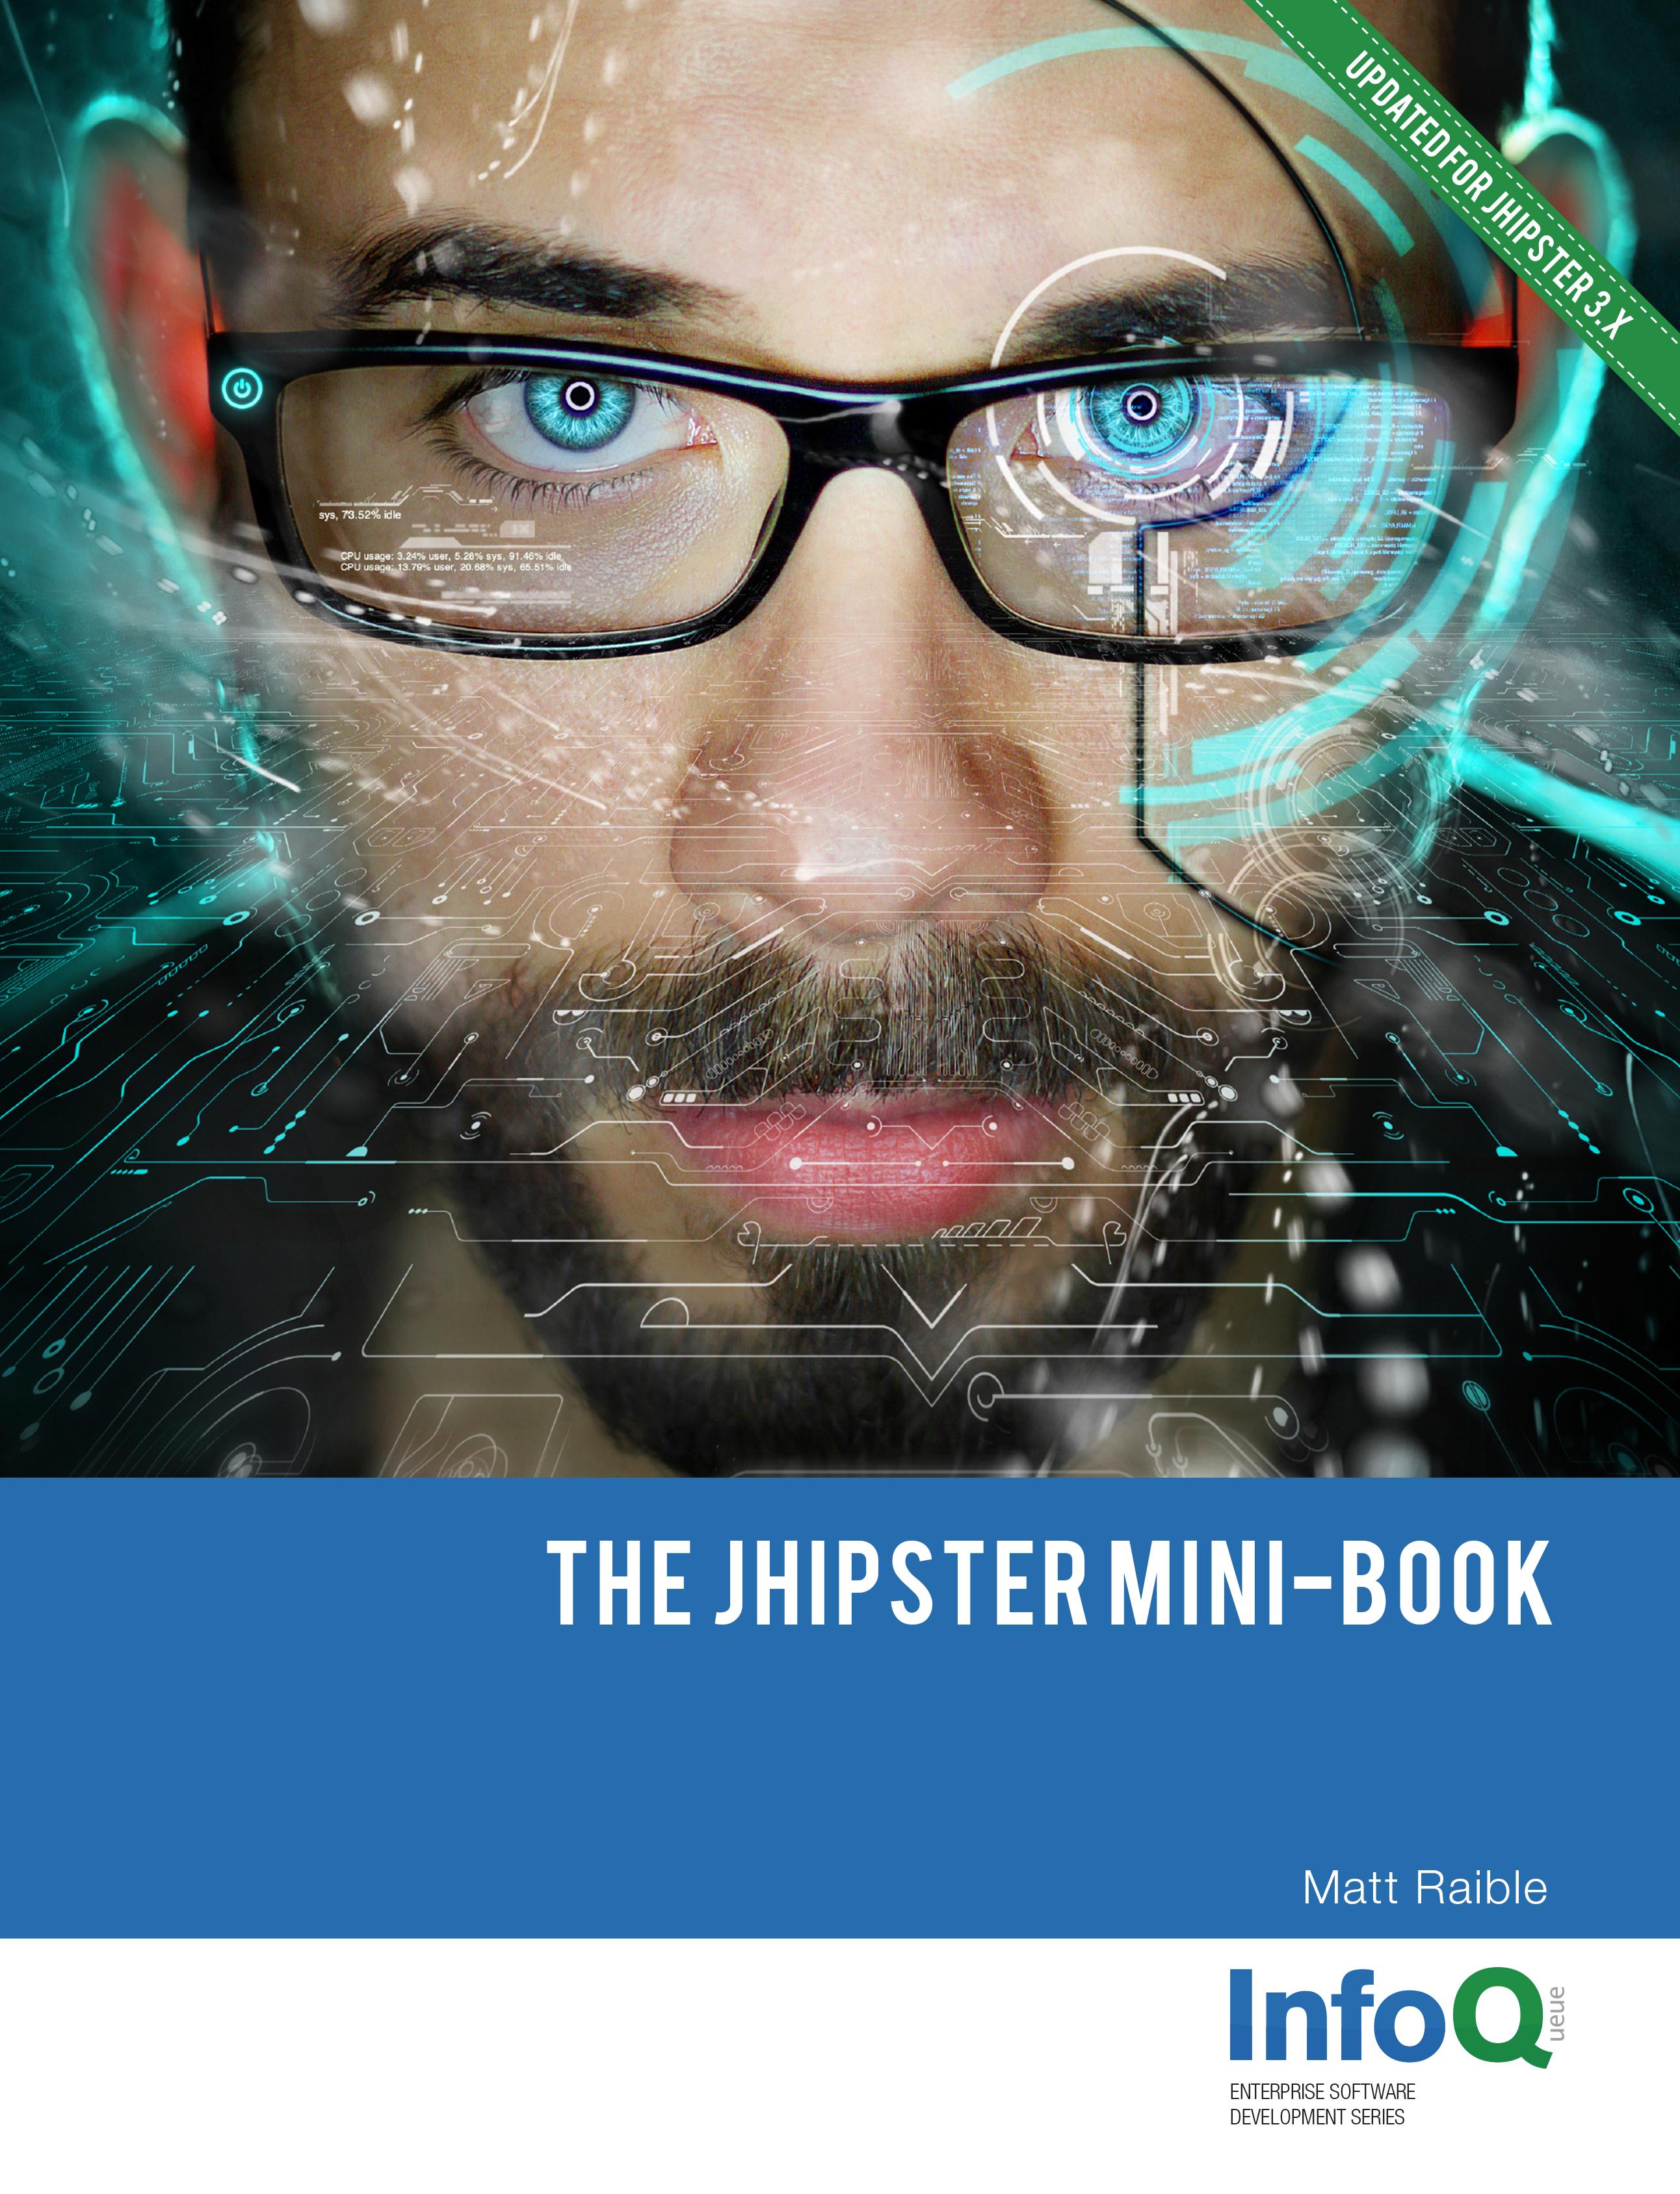 UPDATED FOR JHIPSTER 3.X
sys, 73.52% idle
CPU usage: 3.24% user, 5.28% sys, 91.46% idle
CPU usage: 13.79% user, 20.68% sys, 65.51% idle
THE JHIPSTER MINI-BOOK
Matt Raible
InfoQ
ueue
ENTERPRISE SOFTWARE
DEVELOPMENT SERIES